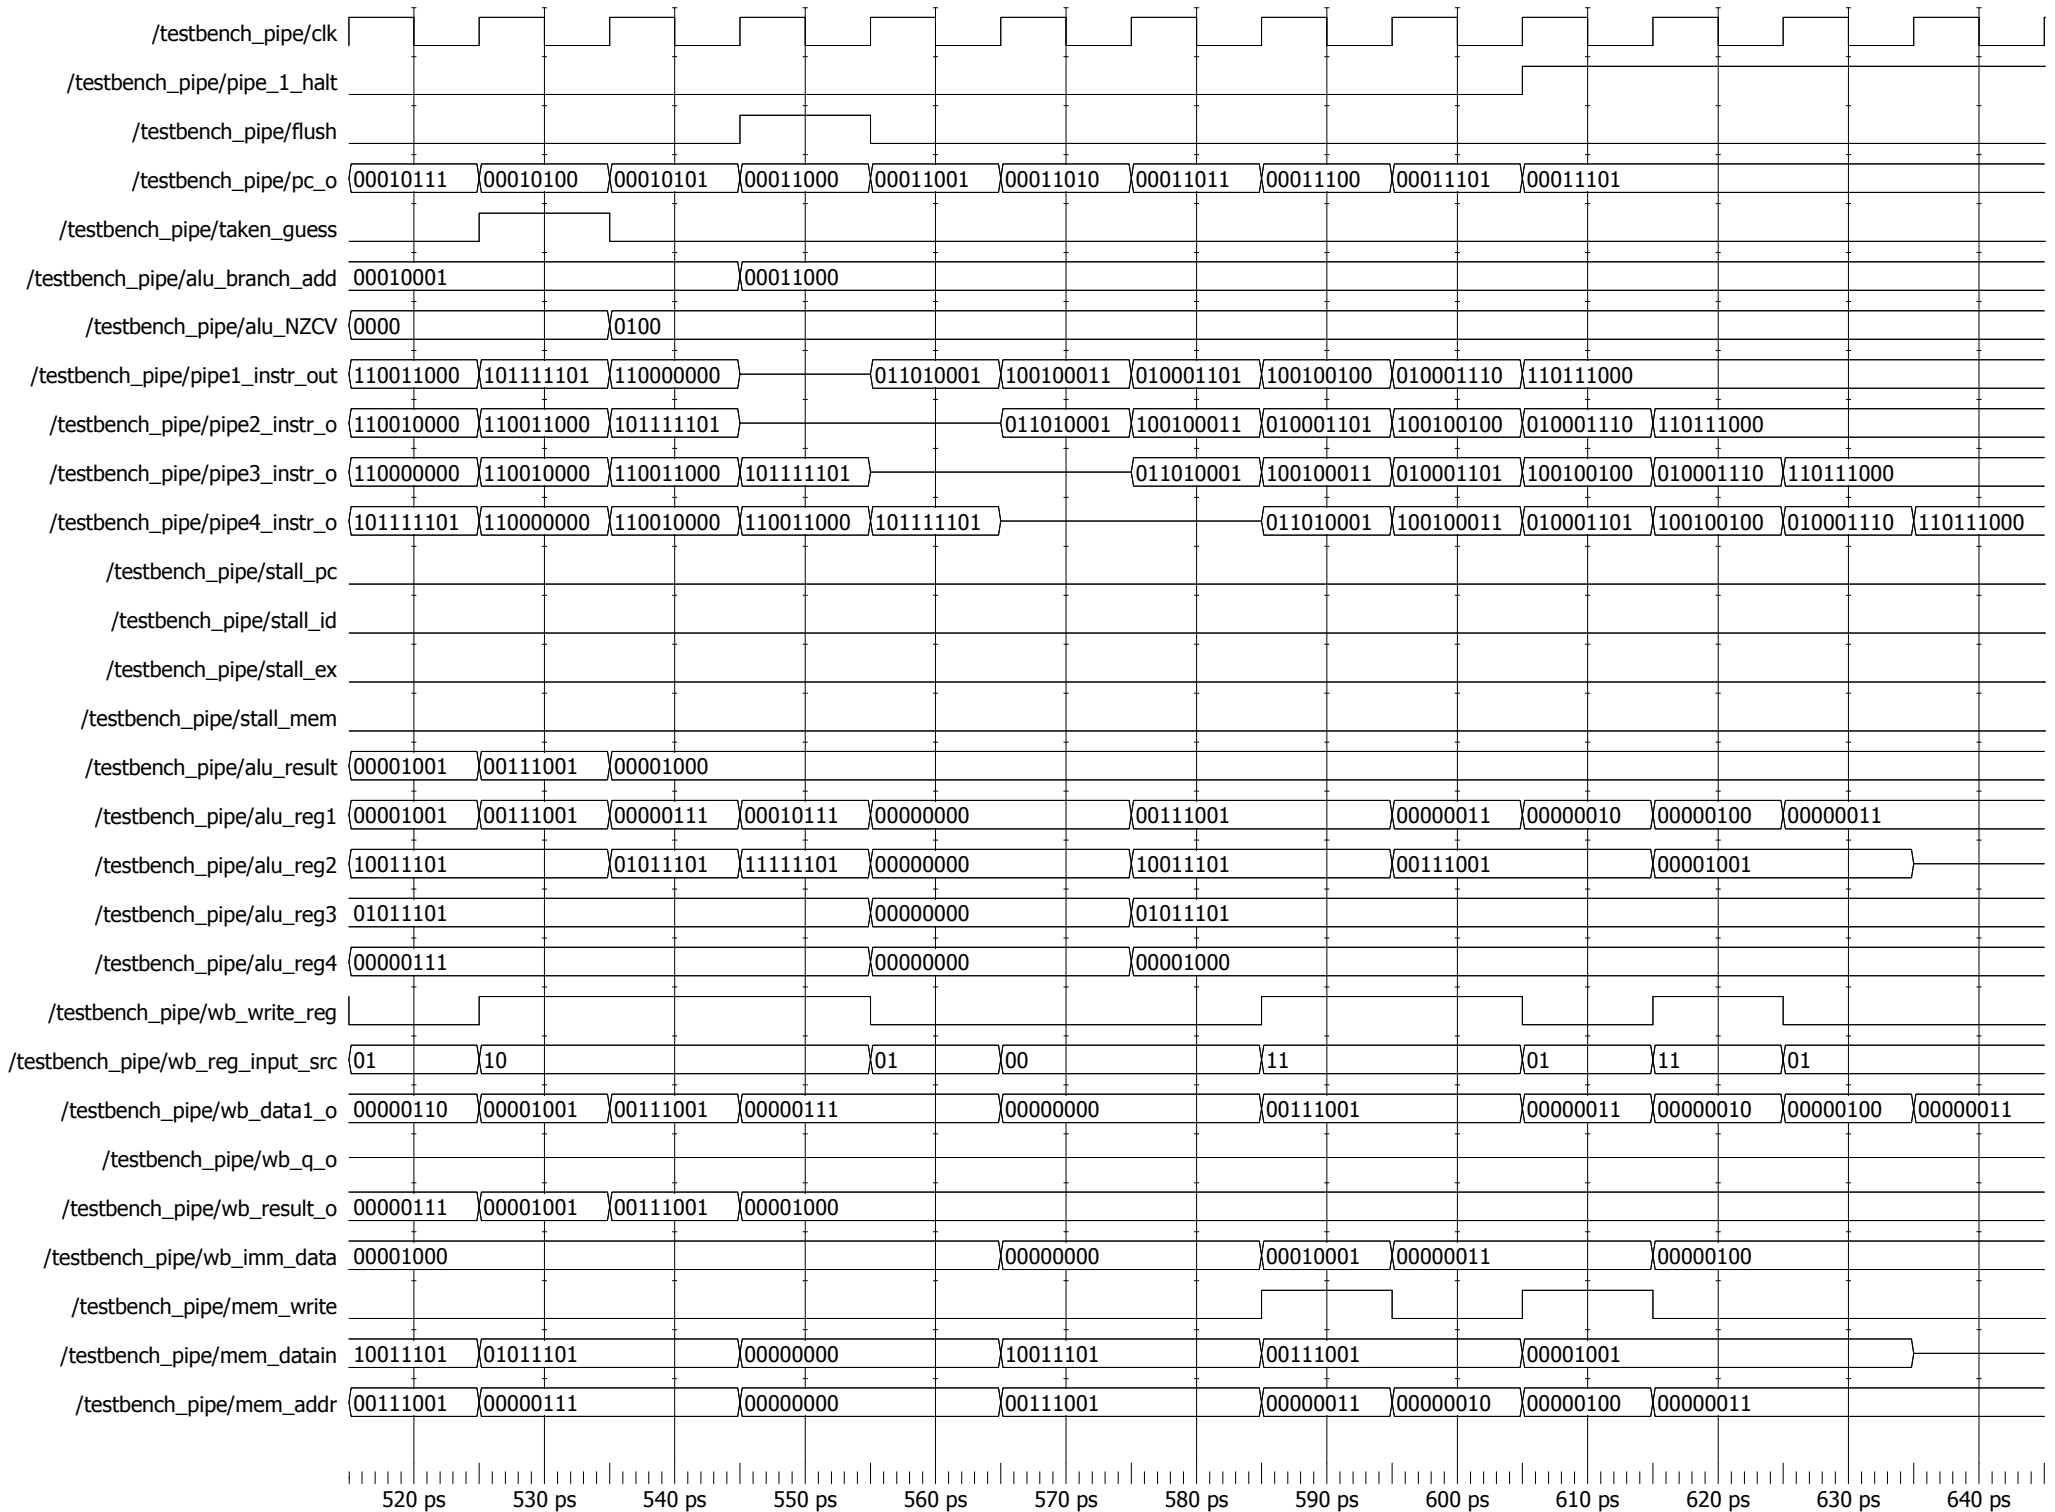 /testbench_pipe/clk
/testbench_pipe/pipe_1_halt
/testbench_pipe/flush
/testbench_pipe/pc_o 00010111 00010100 00010101 00011000 00011001 00011010 00011011 00011100 00011101 00011101
/testbench_pipe/taken_guess
/testbench_pipe/alu_branch_add 00010001 00011000
/testbench_pipe/alu_NZCV 0000 0100
/testbench_pipe/pipe1_instr_out 110011000 101111101 110000000 011010001 100100011 010001101 100100100 010001110 110111000
/testbench_pipe/pipe2_instr_o 110010000 110011000 101111101 011010001 100100011 010001101 100100100 010001110 110111000
/testbench_pipe/pipe3_instr_o 110000000 110010000 110011000 101111101 011010001 100100011 010001101 100100100 010001110 110111000
/testbench_pipe/pipe4_instr_o 101111101 110000000 110010000 110011000 101111101 011010001 100100011 010001101 100100100 010001110 110111000
/testbench_pipe/stall_pc
/testbench_pipe/stall_id
/testbench_pipe/stall_ex
/testbench_pipe/stall_mem
/testbench_pipe/alu_result 00001001 00111001 00001000
/testbench_pipe/alu_reg1 00001001 00111001 00000111 00010111 00000000 00111001 00000011 00000010 00000100 00000011
/testbench_pipe/alu_reg2 10011101 01011101 11111101 00000000 10011101 00111001 00001001
/testbench_pipe/alu_reg3 01011101 00000000 01011101
/testbench_pipe/alu_reg4 00000111 00000000 00001000
/testbench_pipe/wb_write_reg
/testbench_pipe/wb_reg_input_src 01 10 01 00 11 01 11 01
/testbench_pipe/wb_data1_o 00000110 00001001 00111001 00000111 00000000 00111001 00000011 00000010 00000100 00000011
/testbench_pipe/wb_q_o
/testbench_pipe/wb_result_o 00000111 00001001 00111001 00001000
/testbench_pipe/wb_imm_data 00001000 00000000 00010001 00000011 00000100
/testbench_pipe/mem_write
/testbench_pipe/mem_datain 10011101 01011101 00000000 10011101 00111001 00001001
/testbench_pipe/mem_addr 00111001 00000111 00000000 00111001 00000011 00000010 00000100 00000011
520 ps 530 ps 540 ps 550 ps 560 ps 570 ps 580 ps 590 ps 600 ps 610 ps 620 ps 630 ps 640 ps